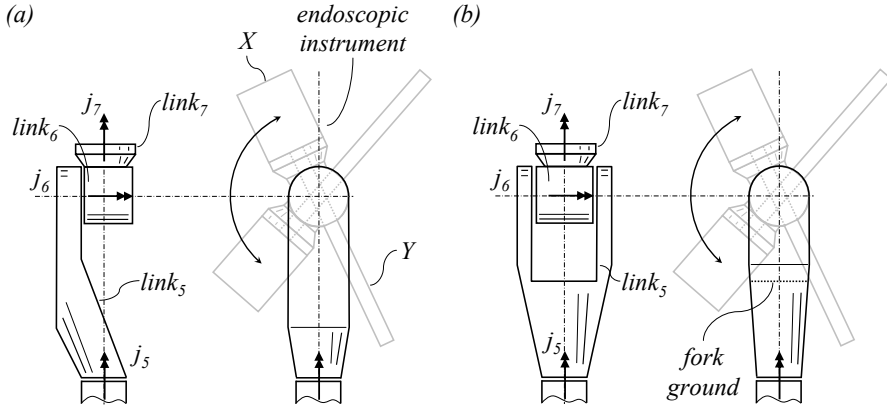 (a)
X
endoscopic
instrument
j7
link7
link6
j6
link5
Y
j5
(b)
j7
link7
link6
j6
link5
j5
fork
ground